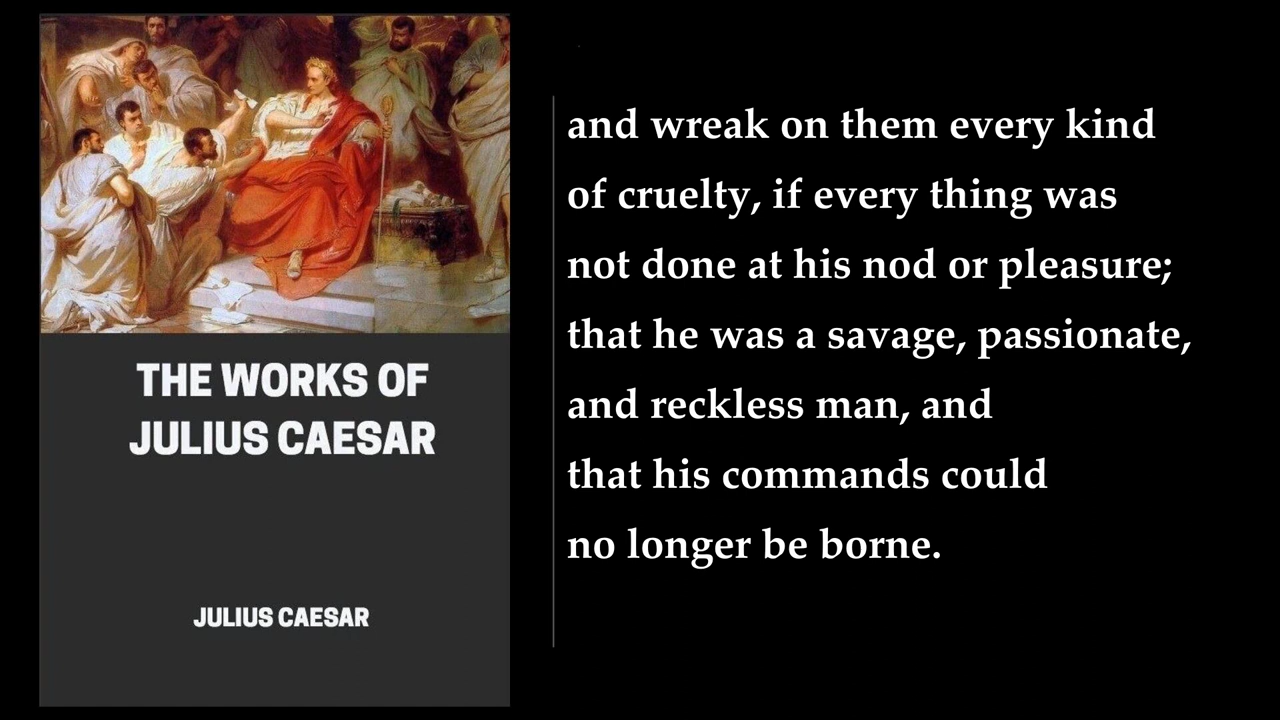 THE WORKS OF
JULIUS CAESAR
JULIUS CAESAR
and wreak on them every kind
of cruelty, if every thing was
not done at his nod or pleasure;
that he was a savage, passionate,
and reckless man, and
that his commands could
no longer be borne.